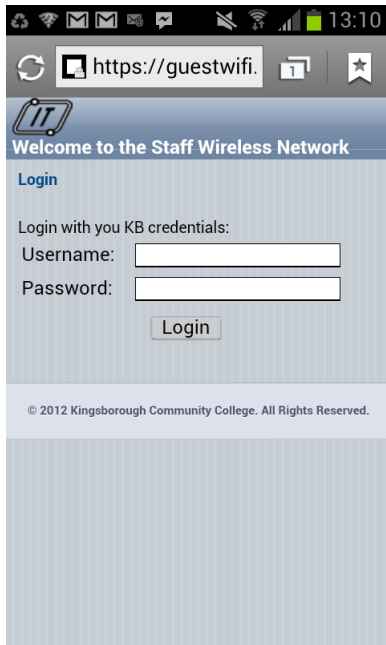 13:10
https://guestwifi.
1
IT
Welcome to the Staff Wireless Network
Login
Login with you KB credentials:
Username:
Password:
Login
© 2012 Kingsborough Community College. All Rights Reserved.